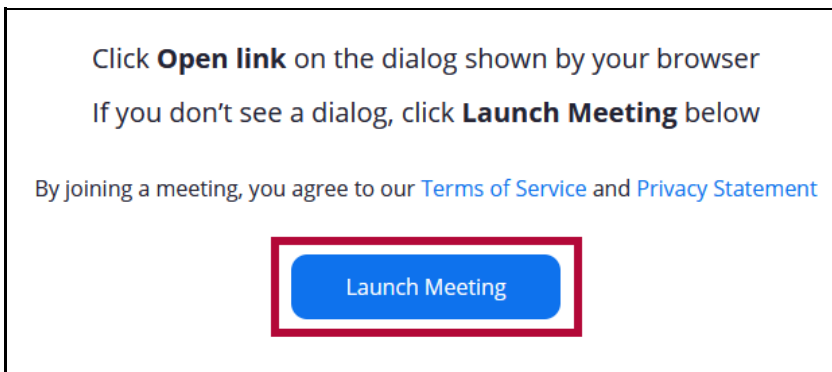 Click Open link on the dialog shown by your browser
If you don’t see a dialog, click Launch Meeting below
By joining a meeting, you agree to our Terms of Service and Privacy Statement
Launch Meeting